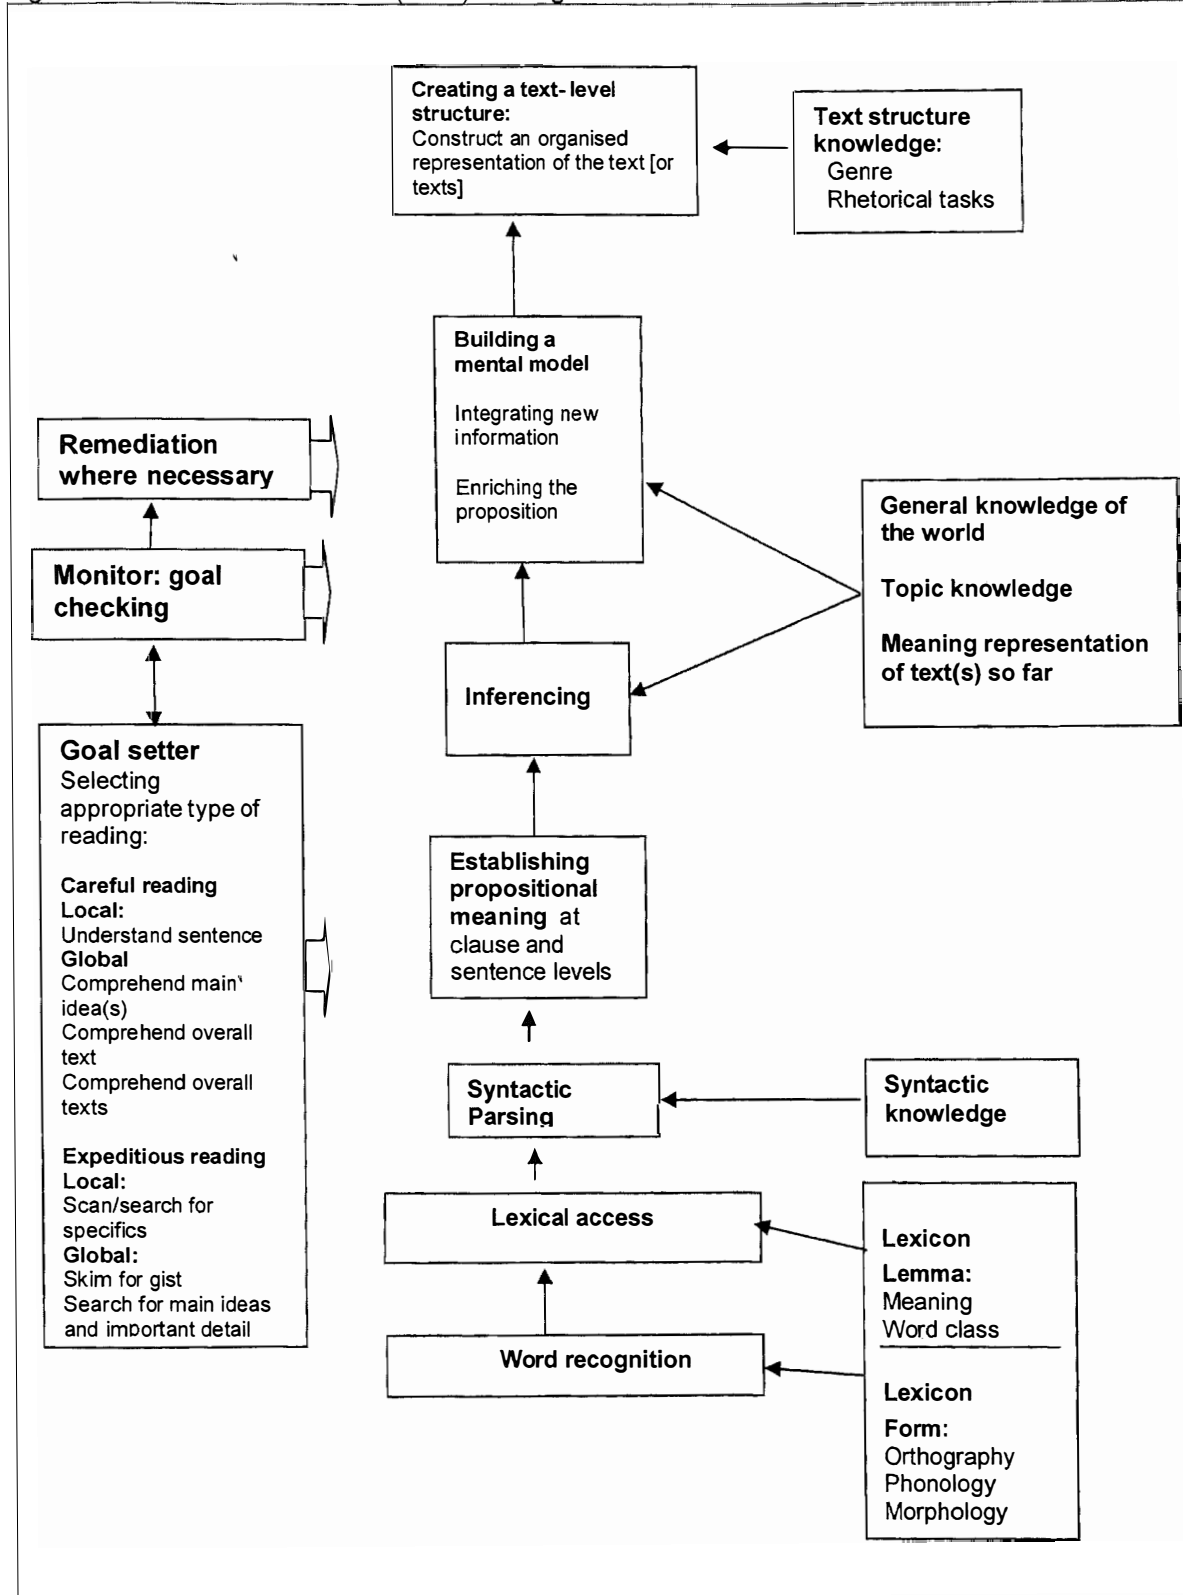 Creating a text-level
structure:
Construct an organised
representation of the text [or
texts]
Text structure
knowledge:
Genre
Rhetorical tasks
Building a
mental model
Integrating new
information
Enriching the
proposition
Remediation
where necessary
Monitor: goal
checking
General knowledge of
the world
Topic knowledge
Meaning representation
of text(s) so far
Inferencing
Goal setter
Selecting
appropriate type of
reading:
Careful reading
Local:
Understand sentence
Global
Comprehend main
idea(s)
Comprehend overall
text
Comprehend overall
texts
Expeditious reading
Local:
Scan/search for
specifics
Global:
Skim for gist
Search for main ideas
and important detail
Establishing
propositional
meaning at
clause and
sentence levels
Syntactic
Parsing
Syntactic
knowledge
Lexical access
Lexicon
Lemma:
Meaning
Word class
Word recognition
Lexicon
Form:
Orthography
Phonology
Morphology